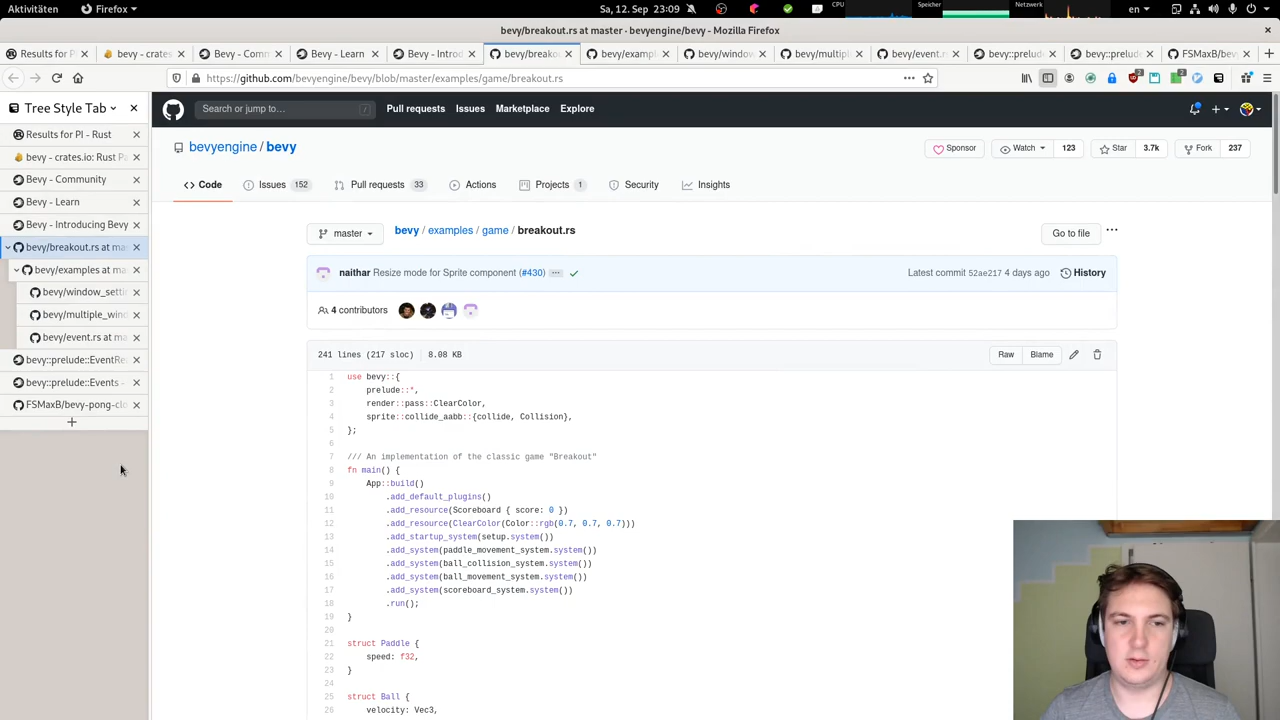 Aktivitäten
Firefox
Sa, 12. Sep 23:09
CPU
Speicher
Netzwerk
en
bevy/breakout.rs at master · bevyengine/bevy - Mozilla Firefox
Results for P
bevy - crates
Bevy - Comm
Bevy - Learn
Bevy - Introd
bevy/breako
bevy/examp
bevy/window
bevy/multip
bevy/event.r
bevy::prelud
bevy::prelud
FSMaxB/bevy
https://github.com/bevyengine/bevy/blob/master/examples/game/breakout.rs
Tree Style Tab
Results for PI - Rust
bevy - crates.io: Rust Pa
Bevy - Community
Bevy - Learn
Bevy - Introducing Bevy
bevy/breakout.rs at mas
bevy/examples at ma
bevy/window_setti
bevy/multiple_wind
bevy/event.rs at ma
bevy::prelude::EventRe
bevy::prelude::Events -
FSMaxB/bevy-pong-clo
+
Search or jump to…
/
Pull requests
Issues
Marketplace
Explore
bevyengine / bevy
Sponsor
Watch
123
Star
3.7k
Fork
237
Code
Issues 152
Pull requests 33
Actions
Projects 1
Security
Insights
master
bevy / examples / game / breakout.rs
Go to file
naithar Resize mode for Sprite component (#430)
Latest commit 52ae217 4 days ago
History
4 contributors
241 lines (217 sloc) 8.08 KB
Raw
Blame
1 use bevy::{
2 prelude::*,
3 render::pass::ClearColor,
4 sprite::collide_aabb::{collide, Collision},
5 };
6
7 /// An implementation of the classic game "Breakout"
8 fn main() {
9 App::build()
10 .add_default_plugins()
11 .add_resource(Scoreboard { score: 0 })
12 .add_resource(ClearColor(Color::rgb(0.7, 0.7, 0.7)))
13 .add_startup_system(setup.system())
14 .add_system(paddle_movement_system.system())
15 .add_system(ball_collision_system.system())
16 .add_system(ball_movement_system.system())
17 .add_system(scoreboard_system.system())
18 .run();
19 }
20
21 struct Paddle {
22 speed: f32,
23 }
24
25 struct Ball {
26 velocity: Vec3,